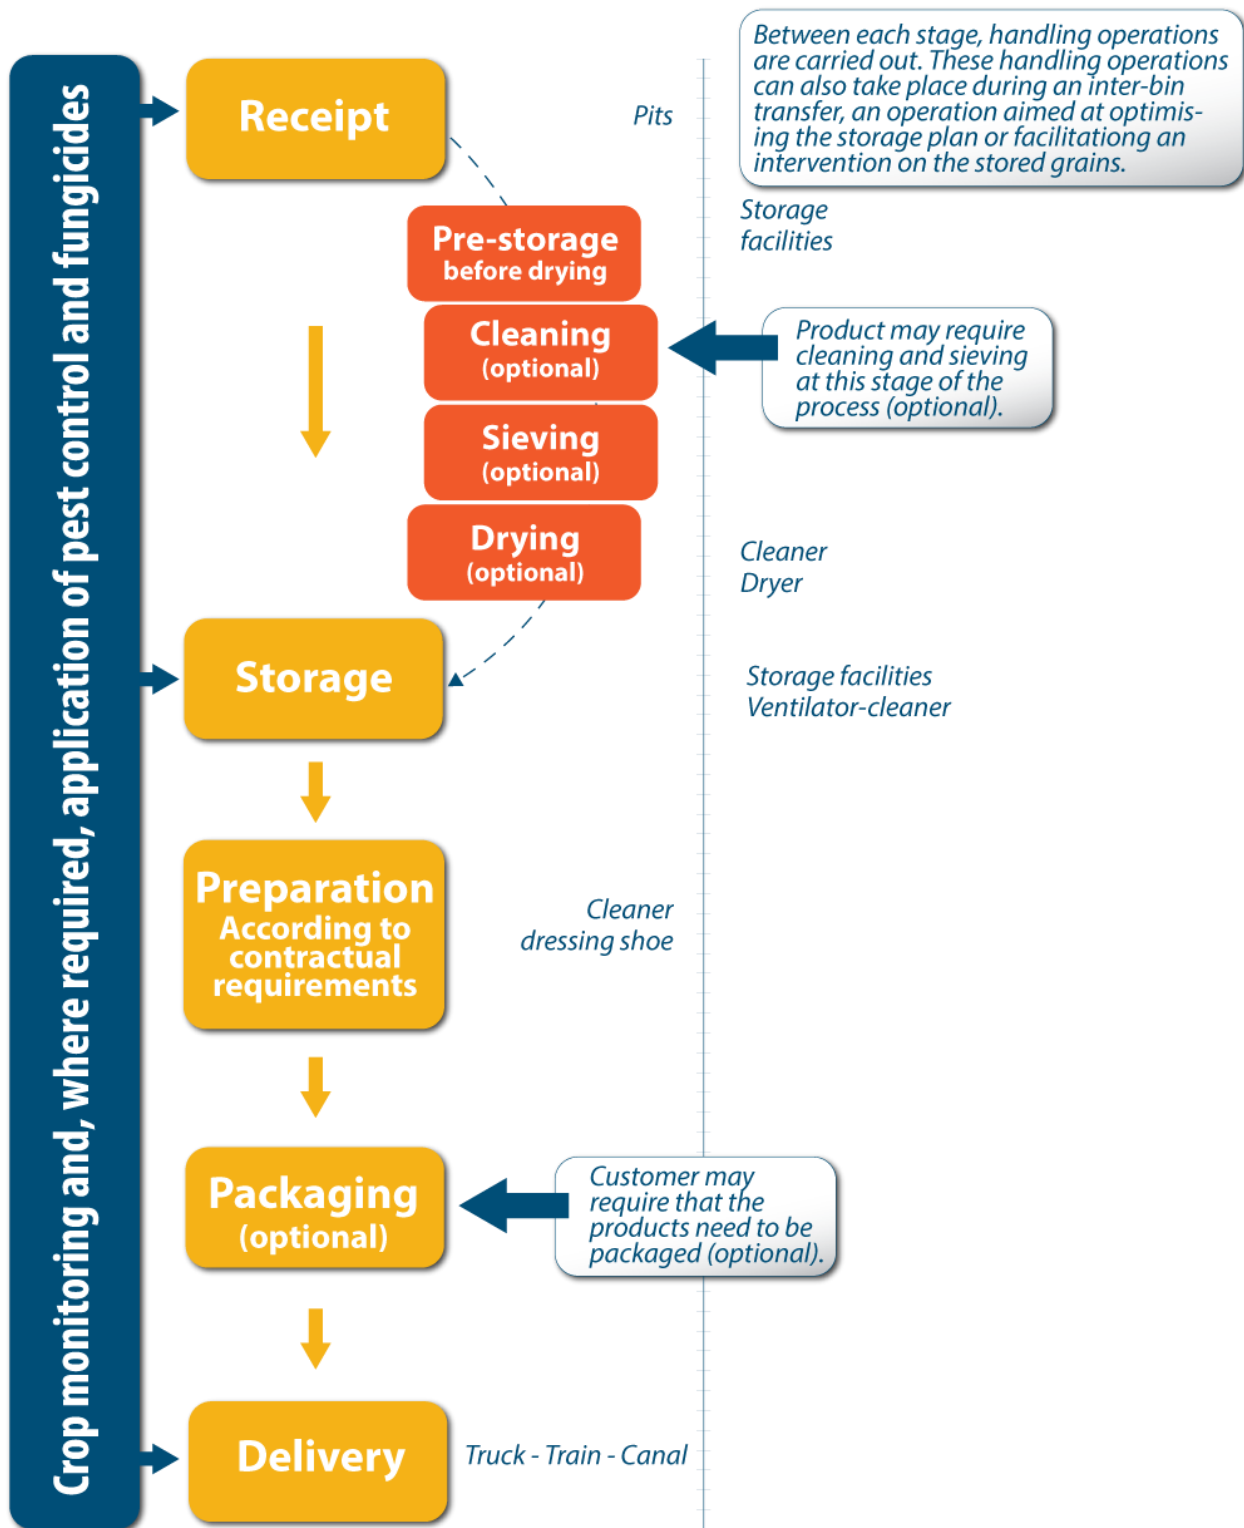 Crop monitoring and, where required, application of pest control and fungicides
Receipt
Pits
Between each stage, handling operations
are carried out. These handling operations
can also take place during an inter-bin
transfer, an operation aimed at optimis-
ing the storage plan or facilitationg an
intervention on the stored grains.
Storage
facilities
Pre-storage
before drying
Cleaning
(optional)
Product may require
cleaning and sieving
at this stage of the
process (optional).
Sieving
(optional)
Drying
(optional)
Cleaner
Dryer
Storage
Storage facilities
Ventilator-cleaner
Preparation
According to
contractual
requirements
Cleaner
dressing shoe
Packaging
(optional)
Customer may
require that the
products need to be
packaged (optional).
Delivery
Truck - Train - Canal